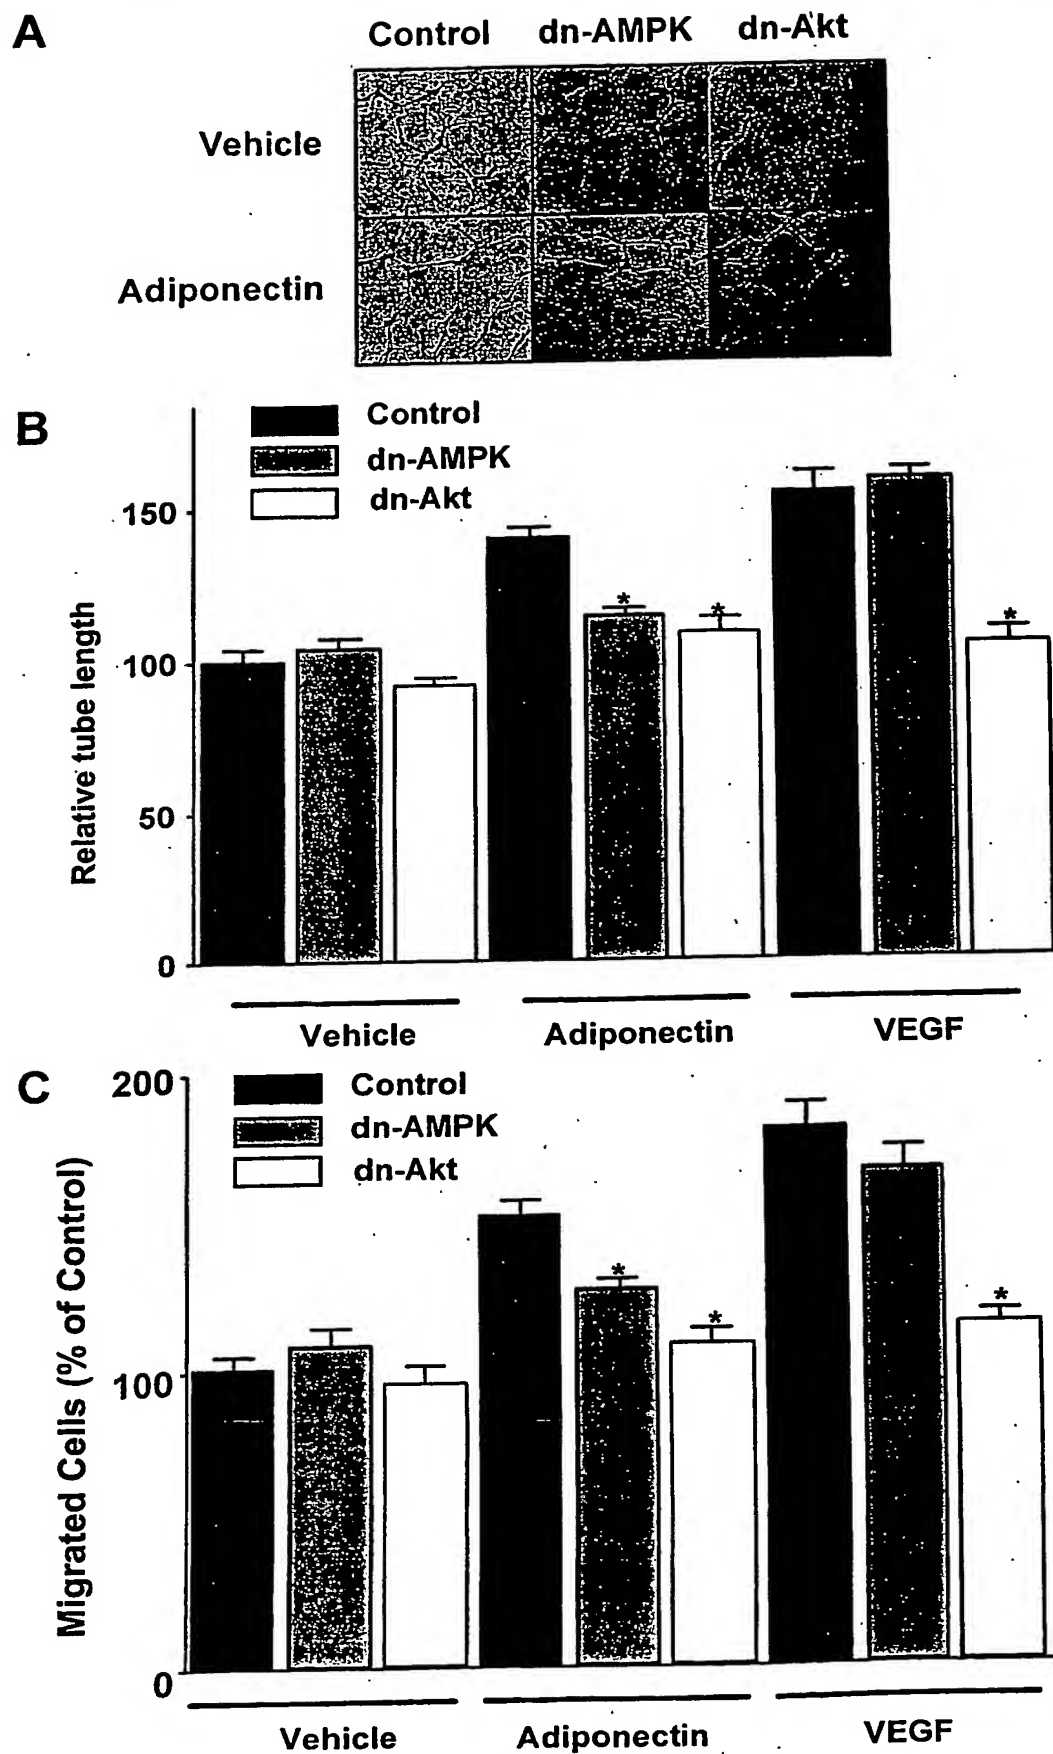 A
Control dn-AMPK dn-Akt
Vehicle
Adiponectin
B
Control
dn-AMPK
dn-Akt
150
100
50
0
Relative tube length
*
*
*
Vehicle Adiponectin VEGF
C
Control
dn-AMPK
dn-Akt
200
100
0
Migrated Cells (% of Control)
*
*
*
Vehicle Adiponectin VEGF